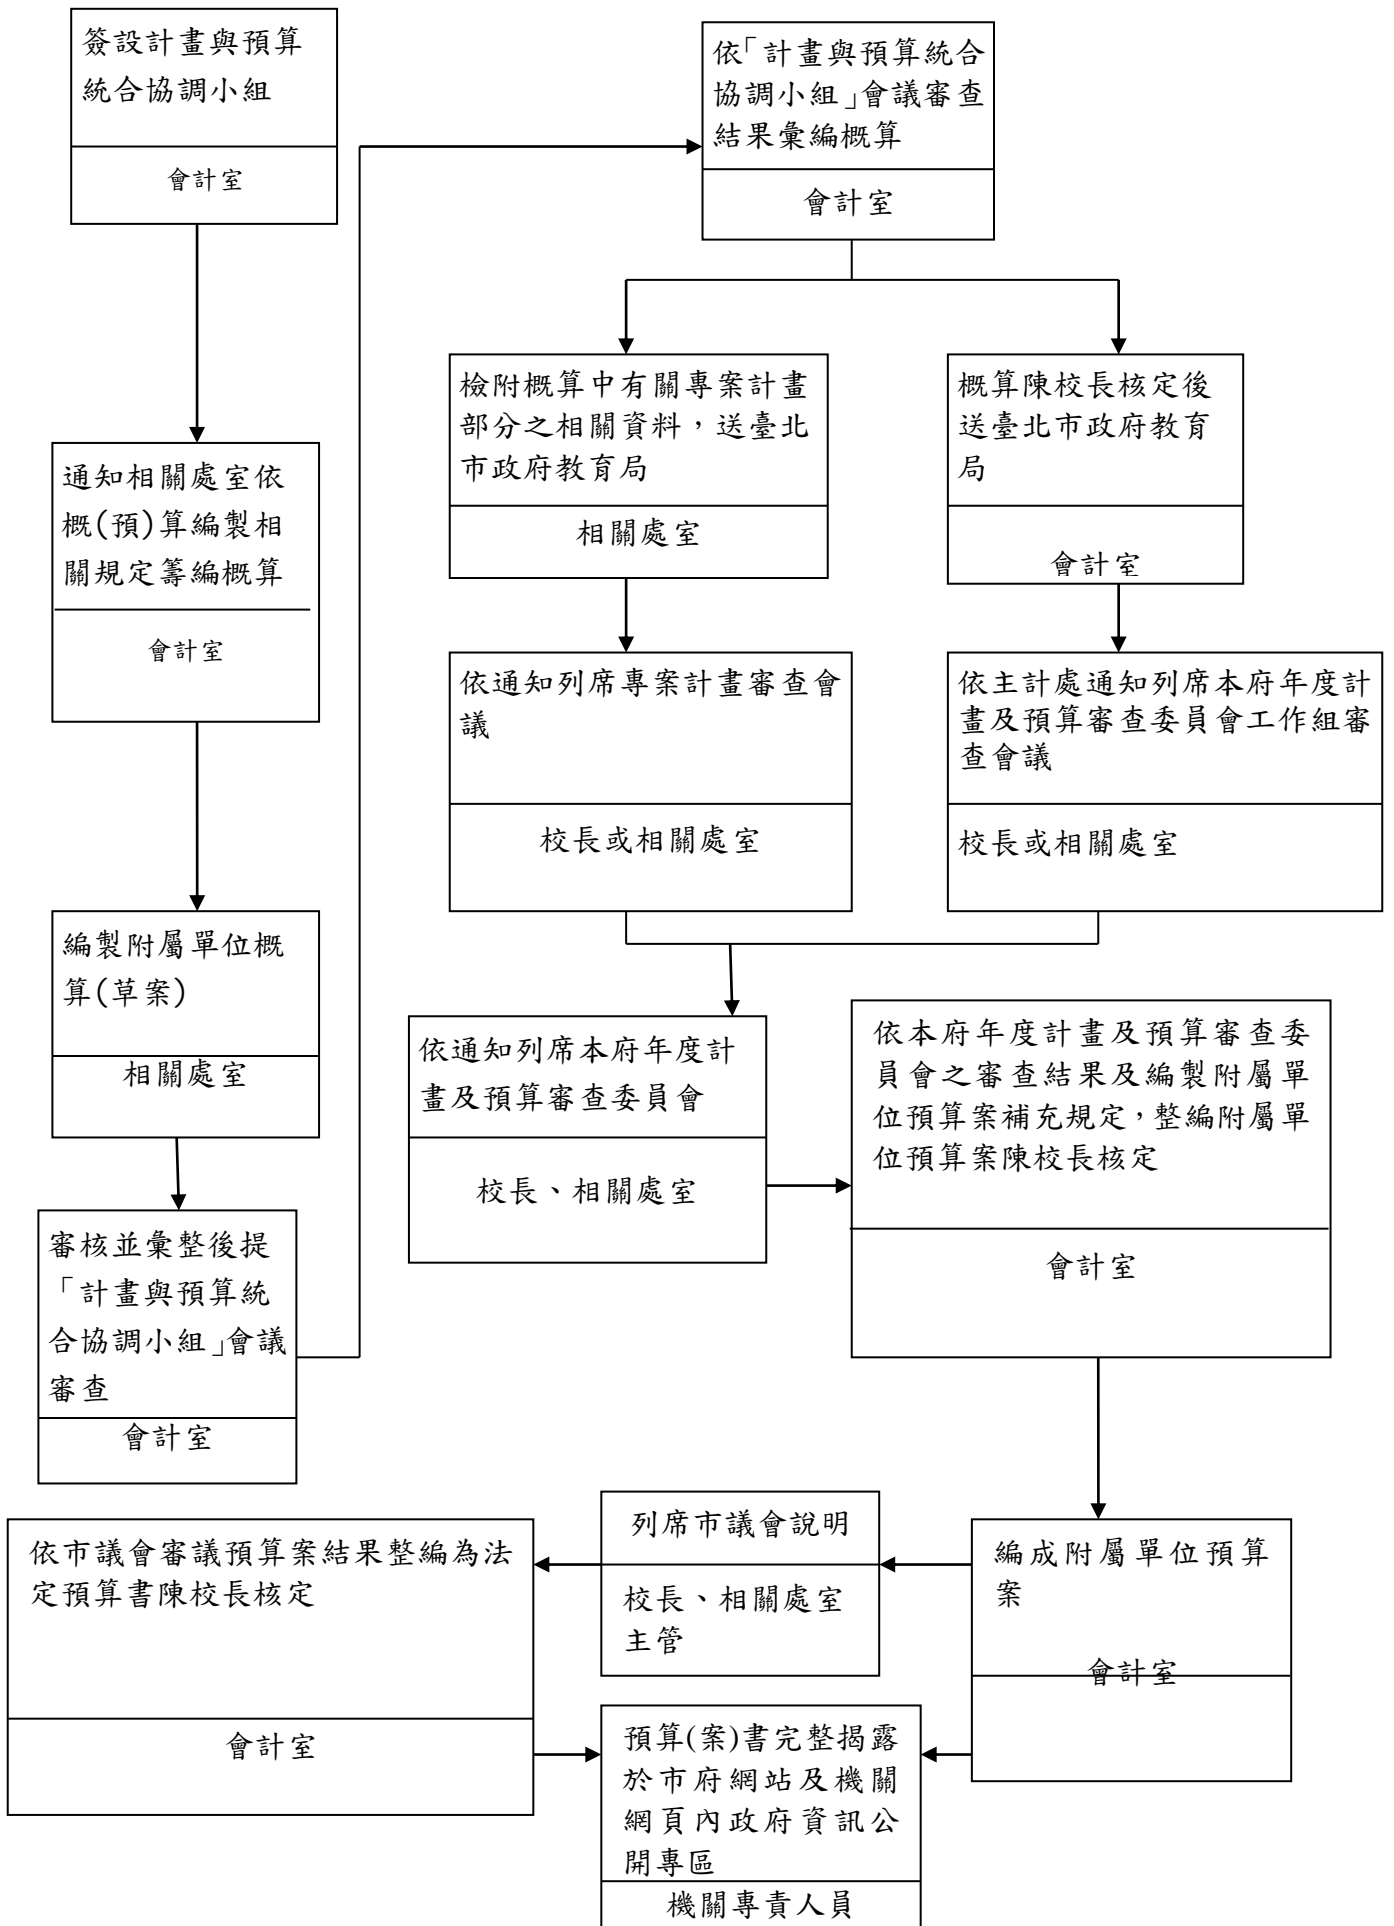 簽設計畫與預算
統合協調小組
會計室
通知相關處室依
概(預)算編製相
關規定籌編概算
會計室
編製附屬單位概
算(草案)
相關處室
審核並彙整後提
「計畫與預算統
合協調小組」會議
審查
會計室
依「計畫與預算統合
協調小組」會議審查
結果彙編概算
會計室
檢附概算中有關專案計畫
部分之相關資料，送臺北
市政府教育局
相關處室
概算陳校長核定後
送臺北市政府教育
局
會計室
依通知列席專案計畫審查會
議
校長或相關處室
依主計處通知列席本府年度計
畫及預算審查委員會工作組審
查會議
校長或相關處室
依通知列席本府年度計
畫及預算審查委員會
校長、相關處室
依本府年度計畫及預算審查委
員會之審查結果及編製附屬單
位預算案補充規定，整編附屬單
位預算案陳校長核定
會計室
編成附屬單位預算
案
會計室
列席市議會說明
校長、相關處室
主管
依市議會審議預算案結果整編為法
定預算書陳校長核定
會計室
預算(案)書完整揭露
於市府網站及機關
網頁內政府資訊公
開專區
機關專責人員